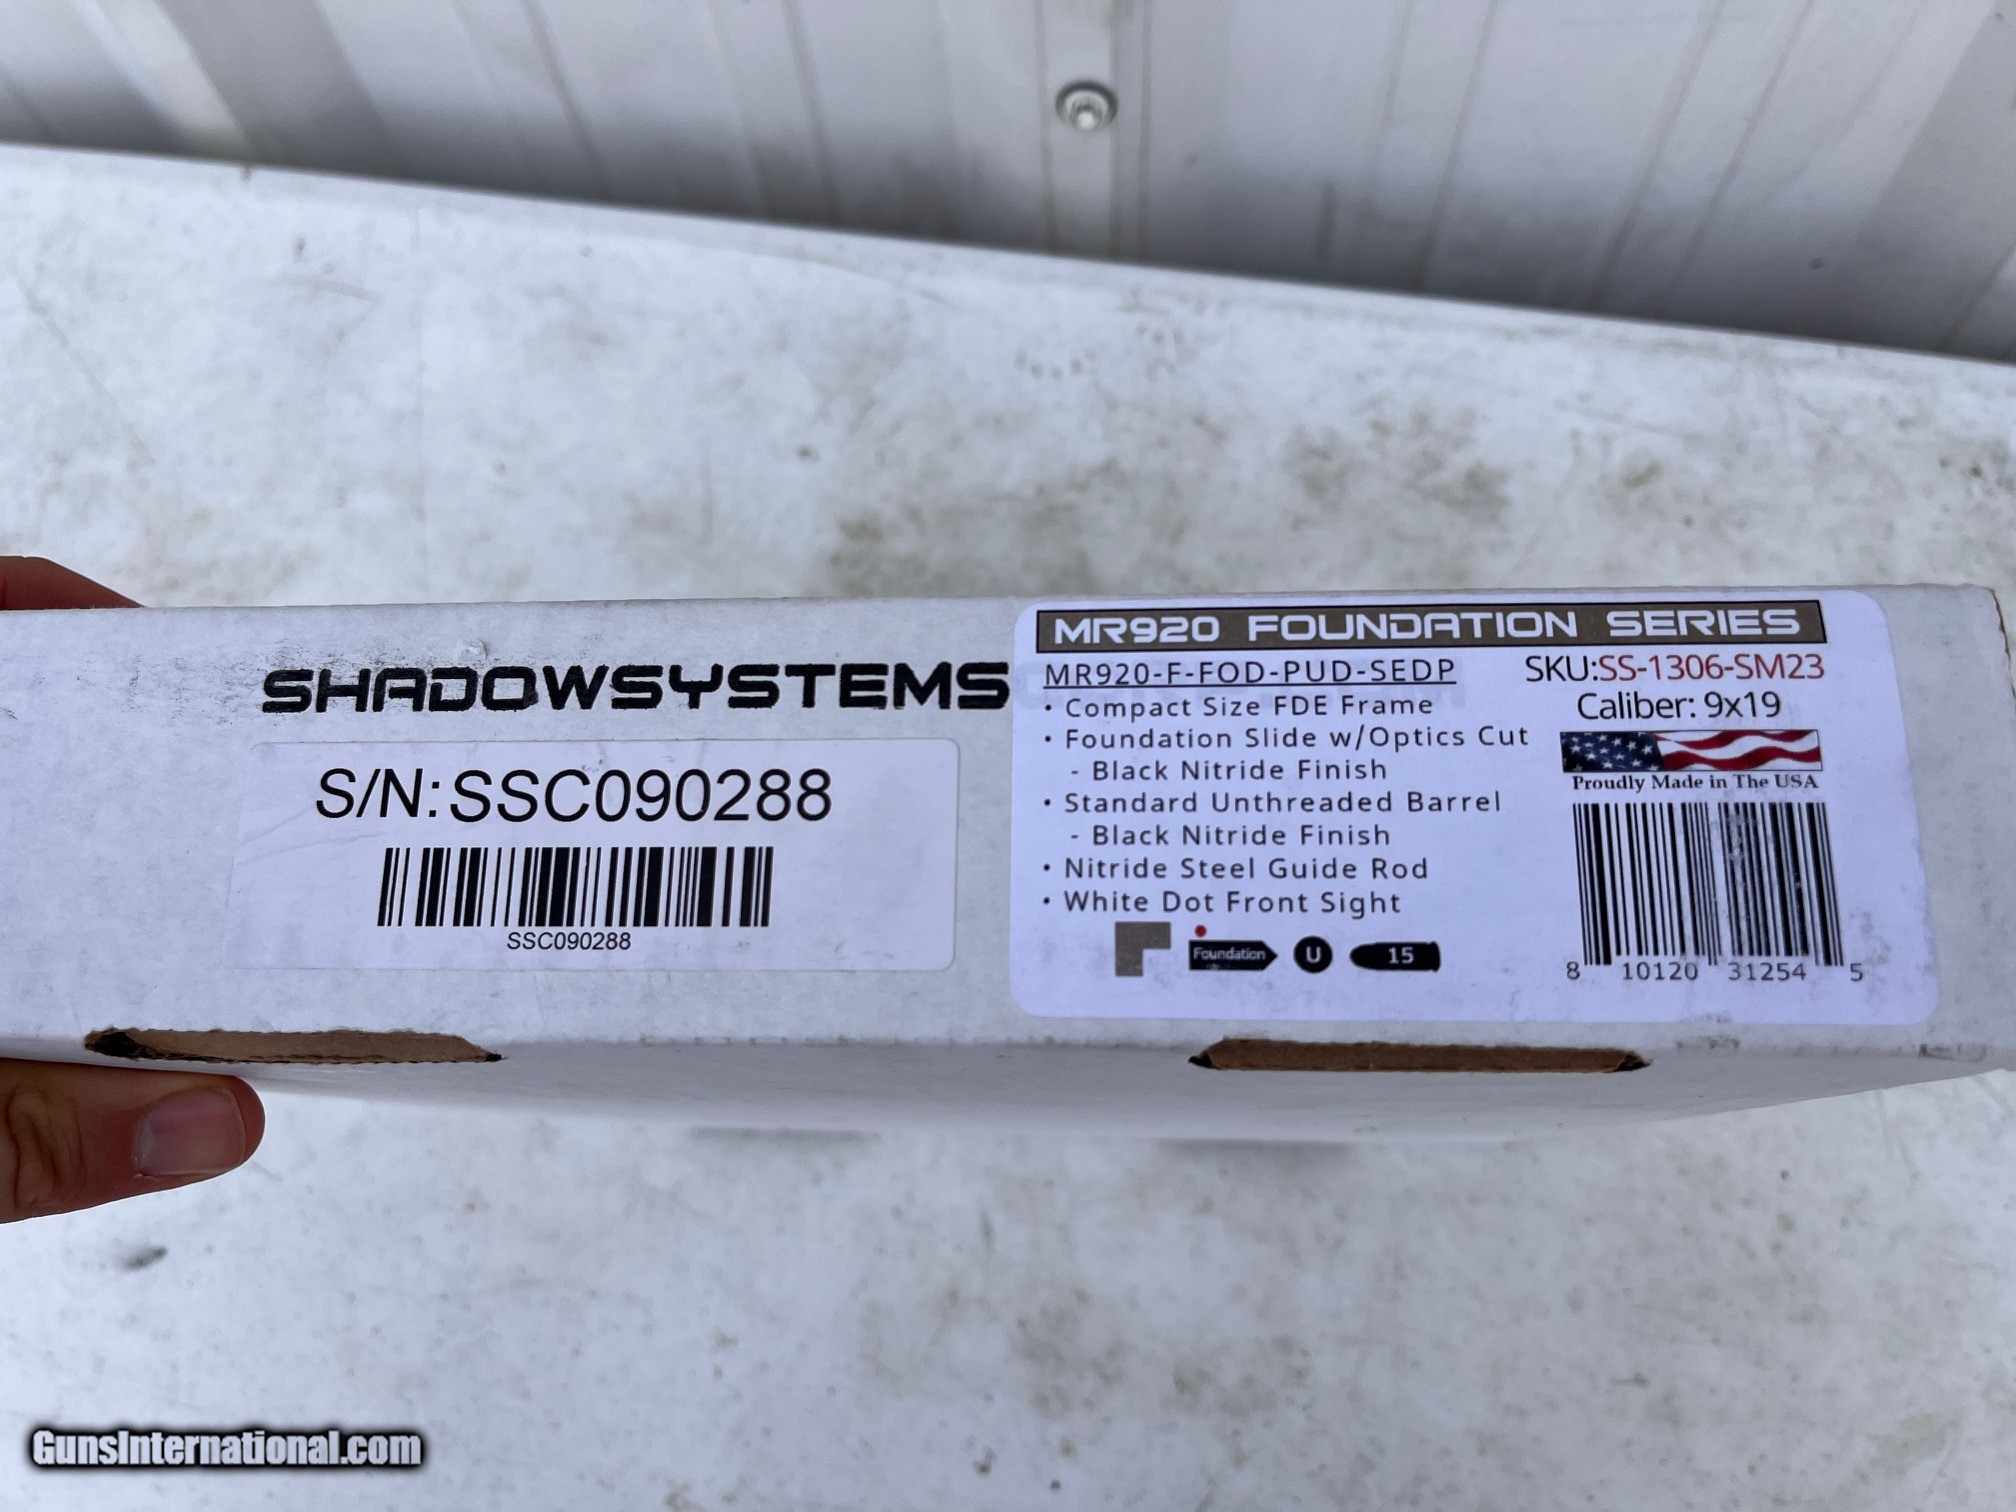 SHADOWSYSTEMS
S/N:SSC090288
SSC090288
MR920 FOUNDATION SERIES
MR920-F-FOD-PUD-SEDP
SKU:SS-1306-SM23
• Compact Size FDE Frame
Caliber: 9x19
• Foundation Slide w/Optics Cut
- Black Nitride Finish
Proudly Made in The USA
• Standard Unthreaded Barrel
- Black Nitride Finish
• Nitride Steel Guide Rod
• White Dot Front Sight
Foundation
U
15
8 10120 31254 5
GunsInternational.com